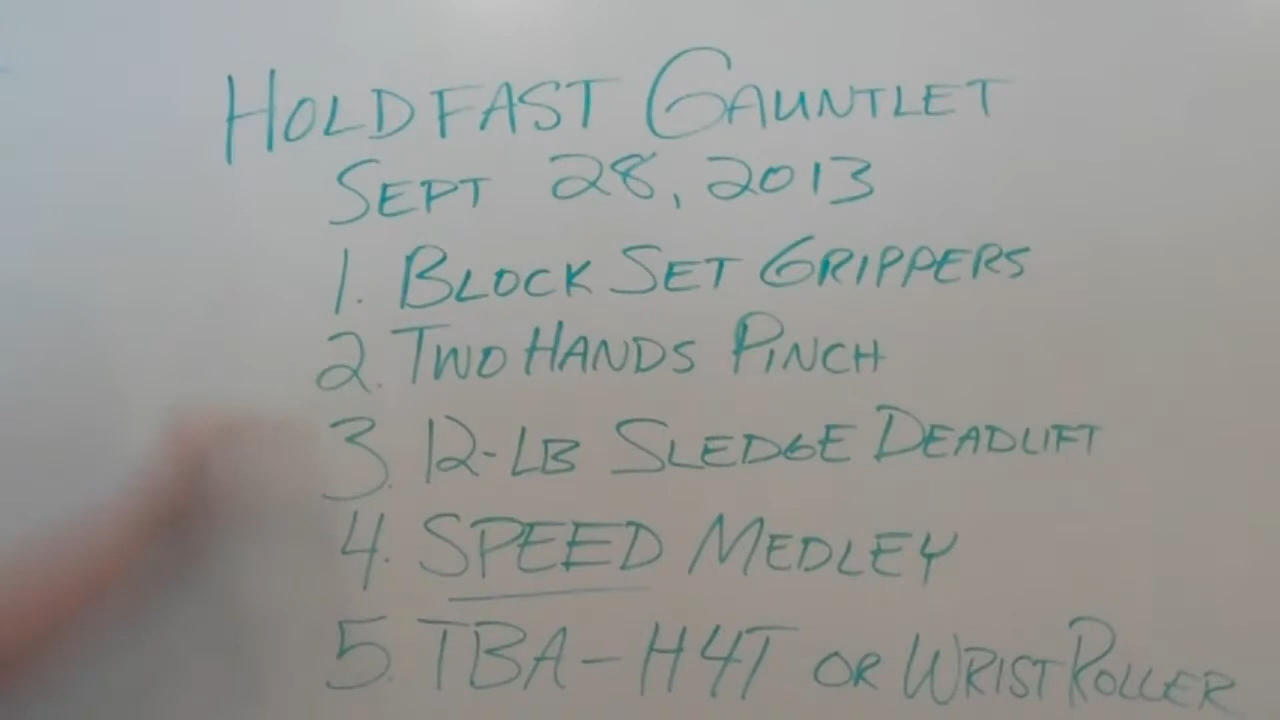 HOLDFAST GAUNTLET
SEPT 28, 2013
1. BLOCK SET GRIPPERS
2. TWO HANDS PINCH
3. 12-LB SLEDGE DEADLIFT
4. SPEED MEDLEY
5. TBA-H4T OR WRIST ROLLER